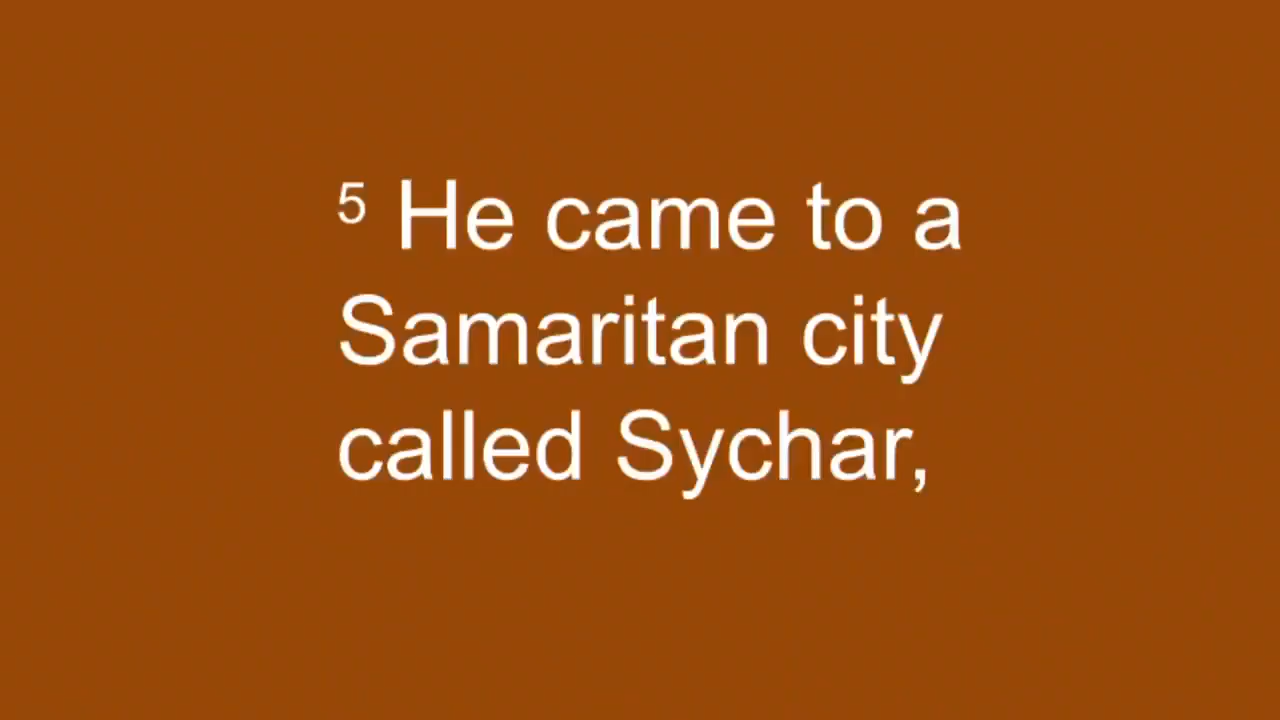 ⁵ He came to a
Samaritan city
called Sychar,